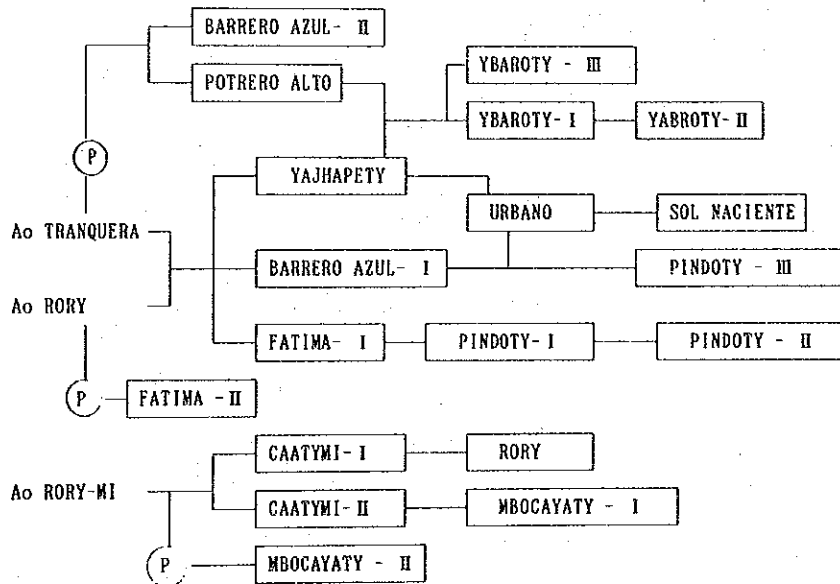 BARRERO AZUL- II
POTRERO ALTO
YBAROTY - III
YBAROTY- I
YABROTY- II
P
YAJHAPETY
URBANO
SOL NACIENTE
Ao TRANQUERA
BARRERO AZUL- I
PINDOTY - III
Ao RORY
FATIMA- I
PINDOTY- I
PINDOTY - II
P
FATIMA - II
CAATYMI- I
RORY
Ao RORY-MI
CAATYMI- II
MBOCAYATY - I
P
MBOCAYATY - II